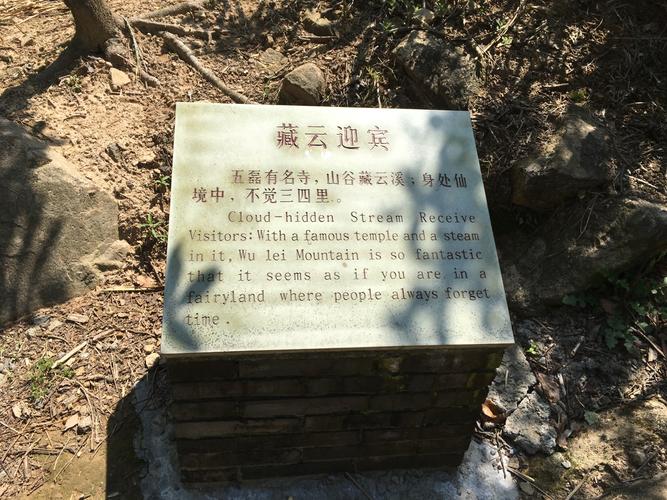 藏云迎宾
五磊有名寺，山谷藏云溪；身处仙
境中，不觉三四里。
Cloud-hidden Stream Receive
Visitors: With a famous temple and a steam
in it, Wu lei Mountain is so fantastic
that it seems as if you are in a
fairyland where people always forget
time.